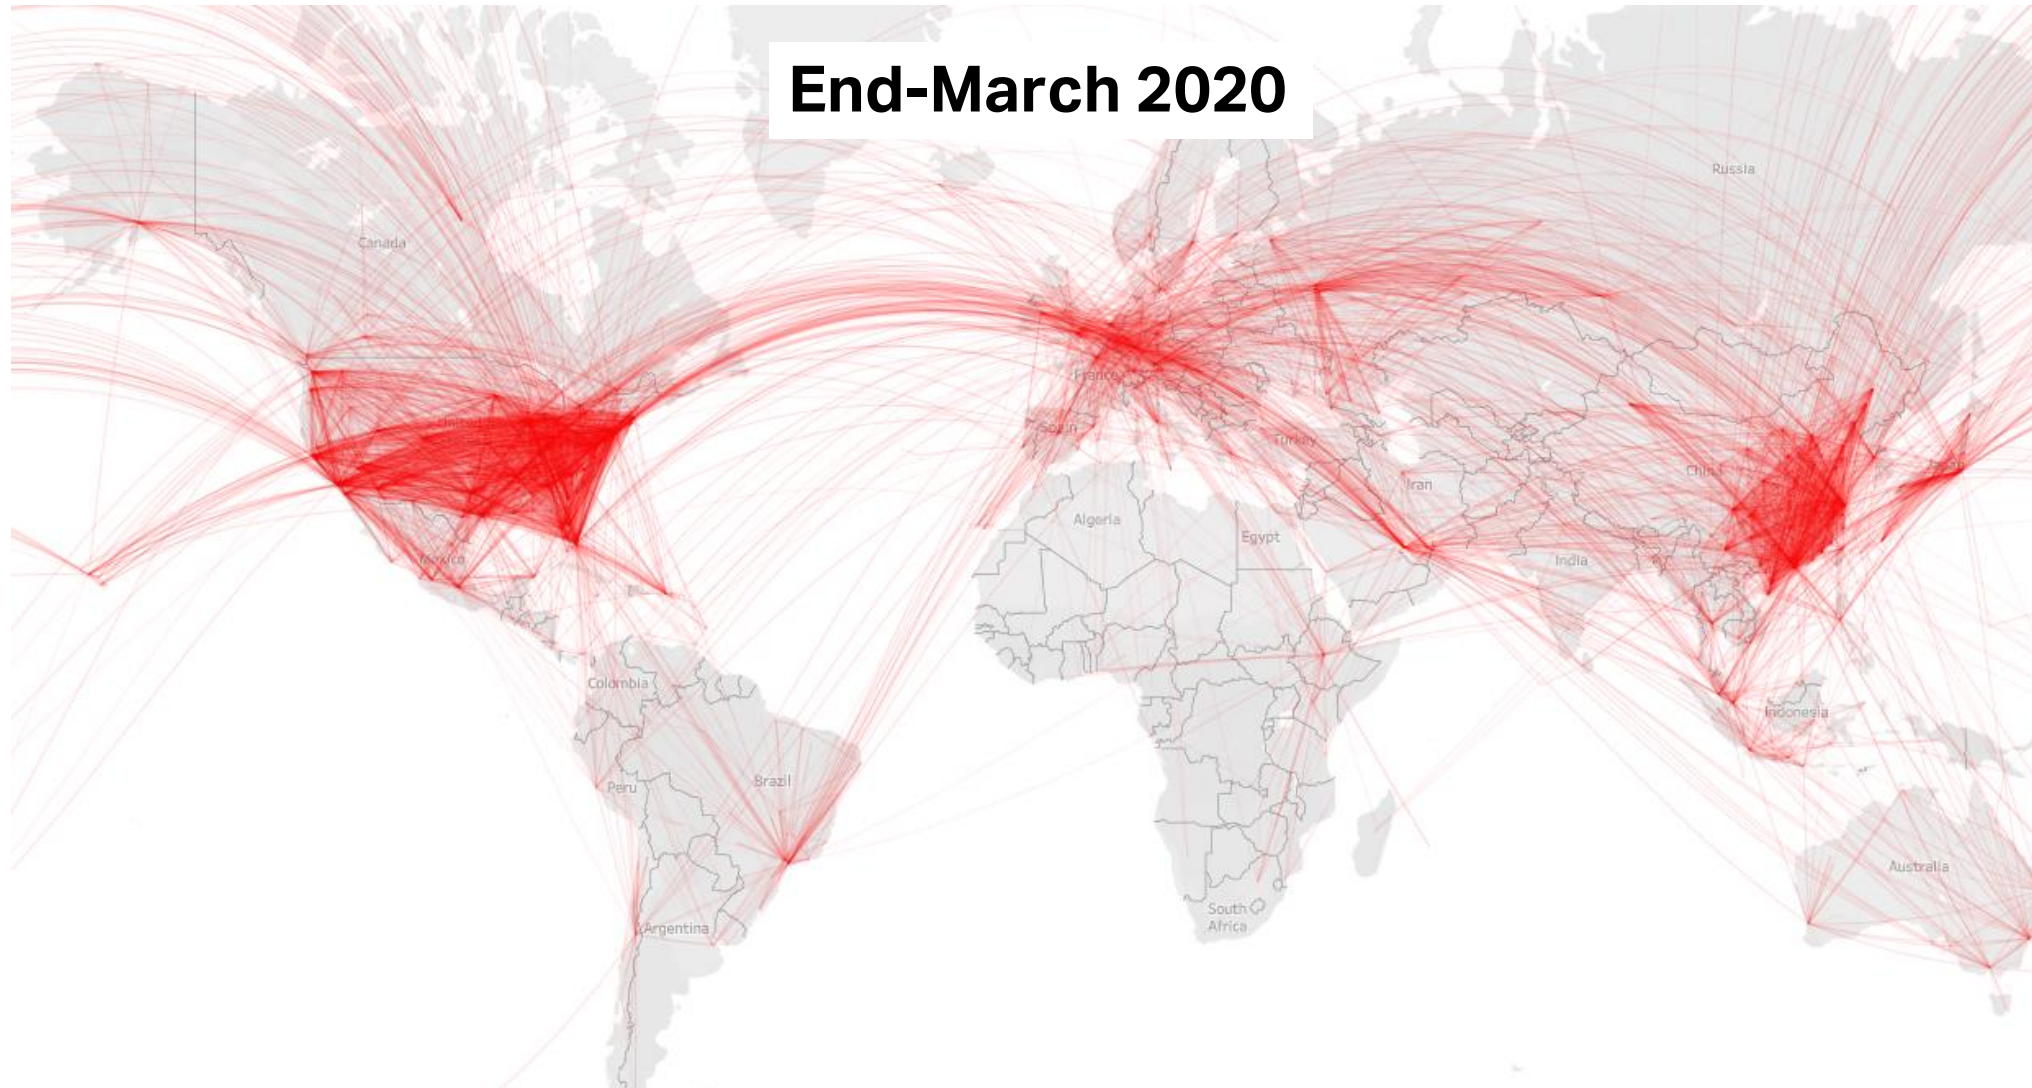 End-March 2020
Russia
Canada
France
Spain
Turkey
China
Iran
Algeria
Egypt
Mexico
India
Colombia
Indonesia
Brazil
Peru
Australia
South
Africa
Argentina